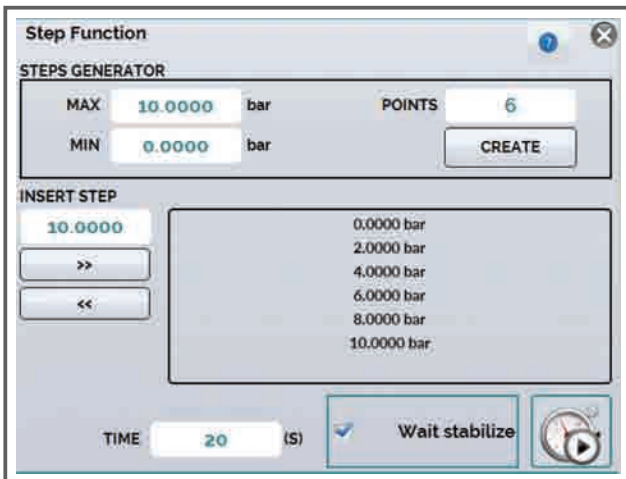 Step Function
?
STEPS GENERATOR
MAX 10.0000 bar POINTS 6
MIN 0.0000 bar CREATE
INSERT STEP
10.0000
>>
<<
0.0000 bar
2.0000 bar
4.0000 bar
6.0000 bar
8.0000 bar
10.0000 bar
TIME 20 (S) Wait stabilize